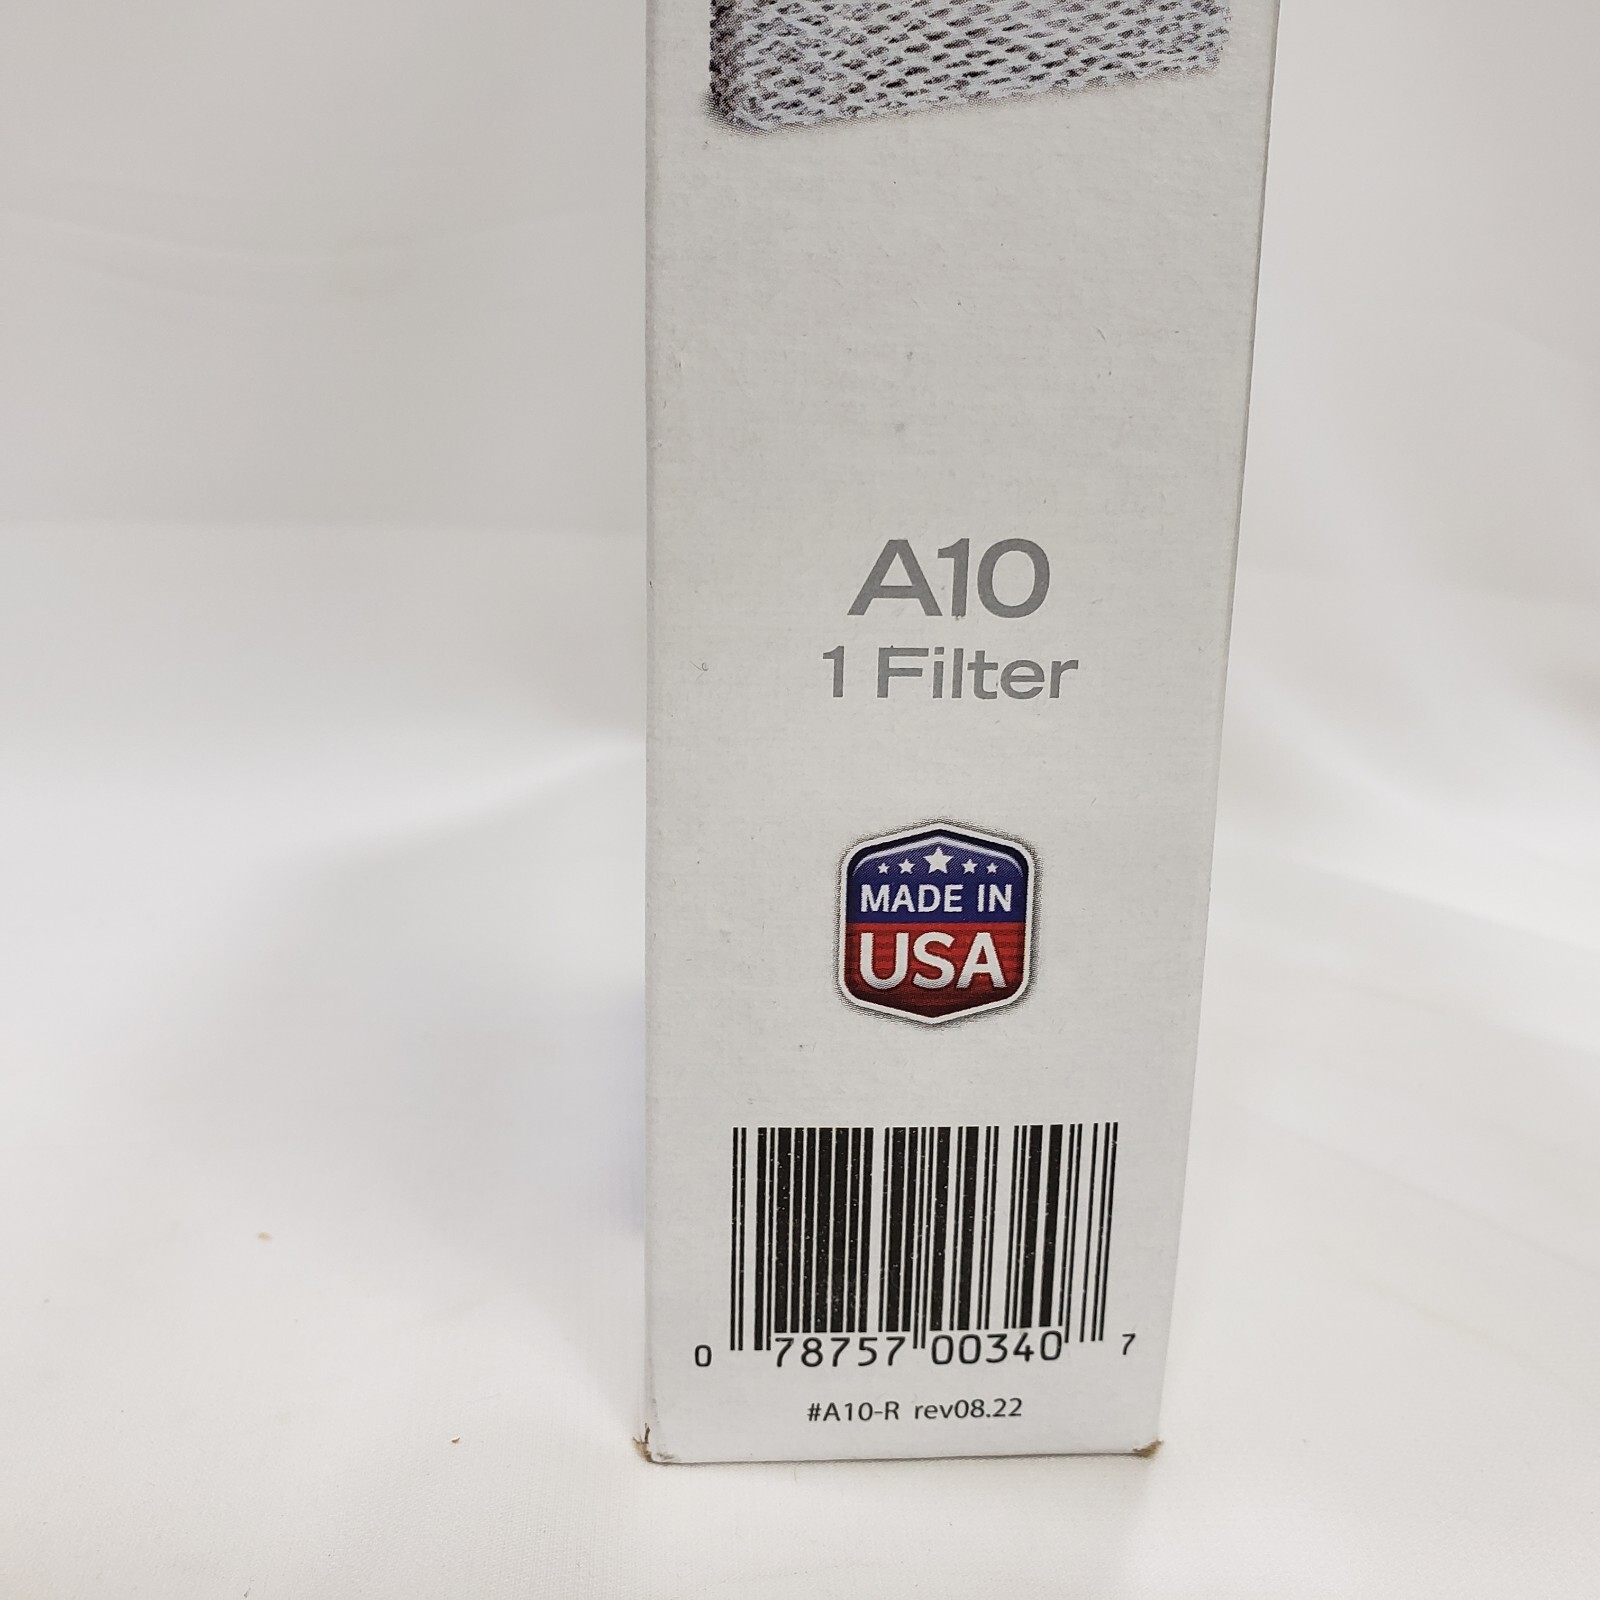 A10
1 Filter
MADE IN
USA
0 78757 00340 7
#A10-R rev08.22